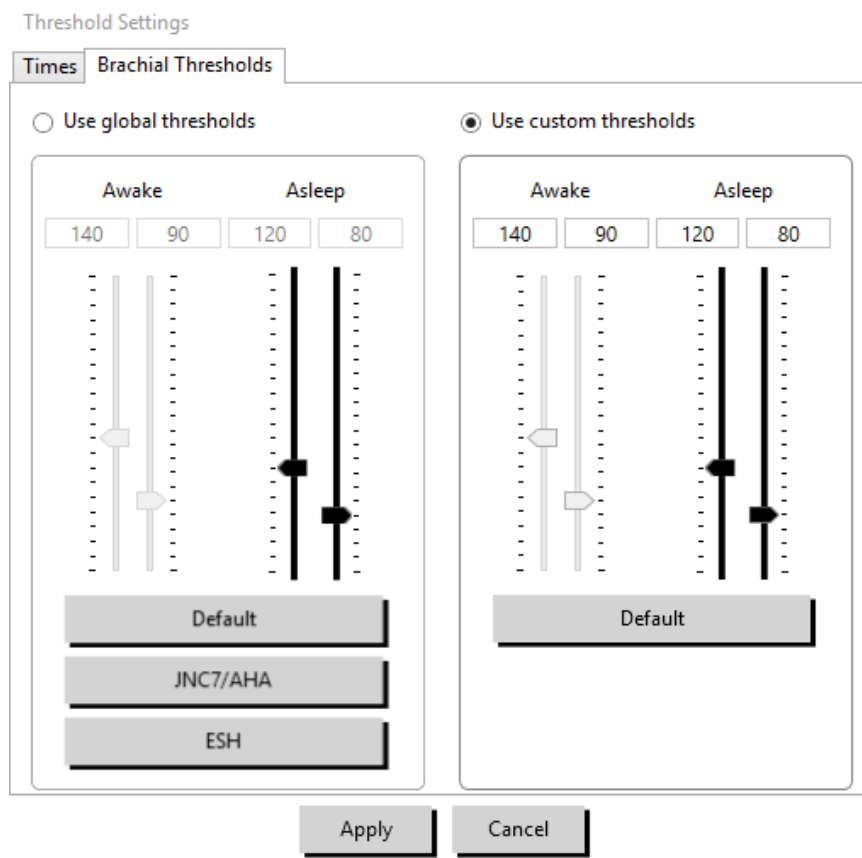 Threshold Settings
Times Brachial Thresholds
Use global thresholds Use custom thresholds
Awake Asleep Awake Asleep
140 90 120 80 140 90 120 80
Default Default
JNC7/AHA
ESH
Apply Cancel